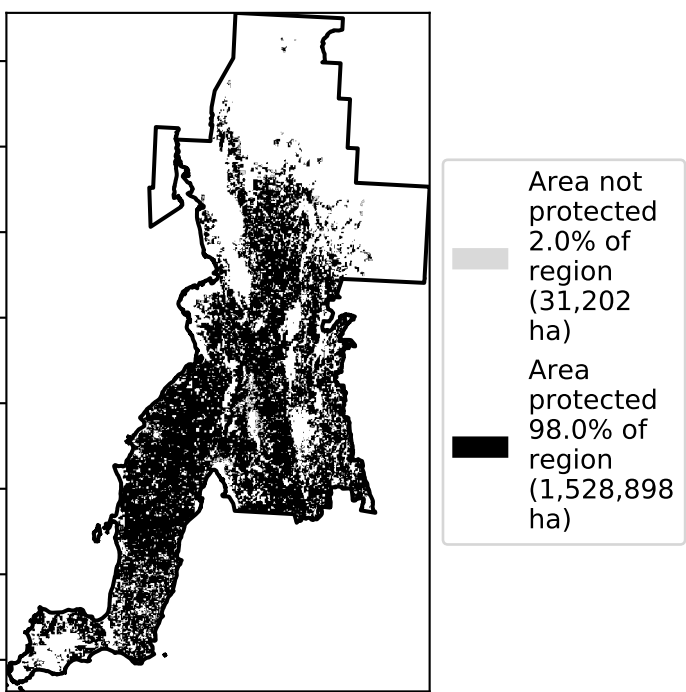 Area not
protected
2.0% of
region
(31,202
ha)
Area
protected
98.0% of
region
(1,528,898
ha)